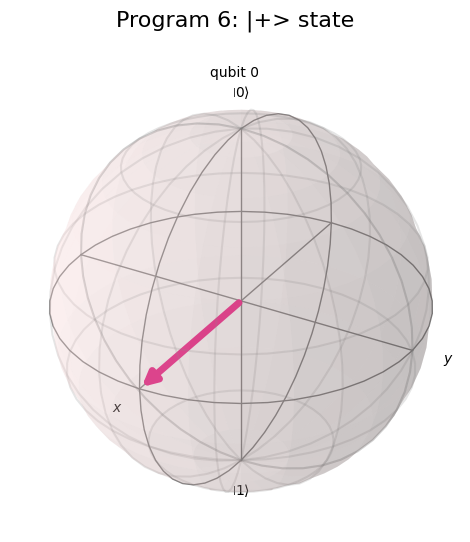 Program 6: |+> state
qubit 0
|0⟩
y
x
|1⟩